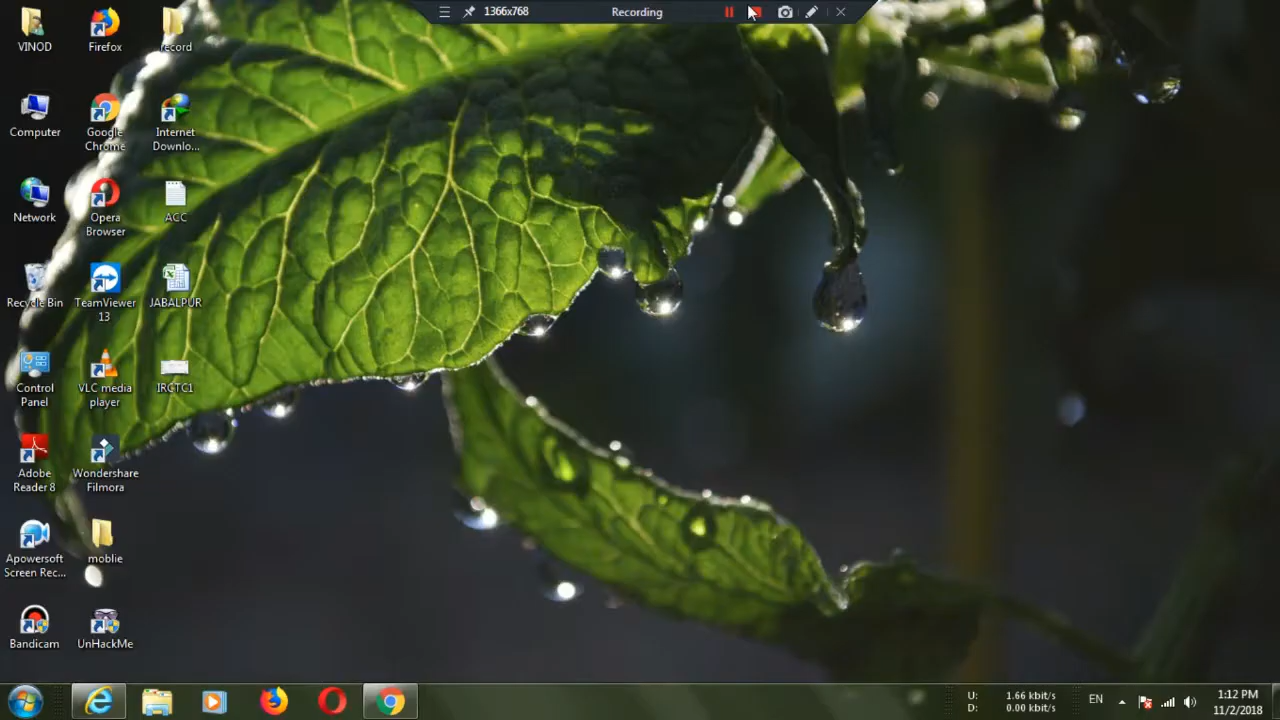 1366x768
Recording
VINOD
Firefox
record
Computer
Google
Chrome
Internet
Downlo...
Network
Opera
Browser
ACC
Recycle Bin
TeamViewer
13
JABALPUR
Control
Panel
VLC media
player
IRCTC1
Adobe
Reader 8
Wondershare
Filmora
Apowersoft
Screen Rec...
moblie
Bandicam
UnHackMe
U: 1.66 kbit/s
D: 0.00 kbit/s
EN
1:12 PM
11/2/2018